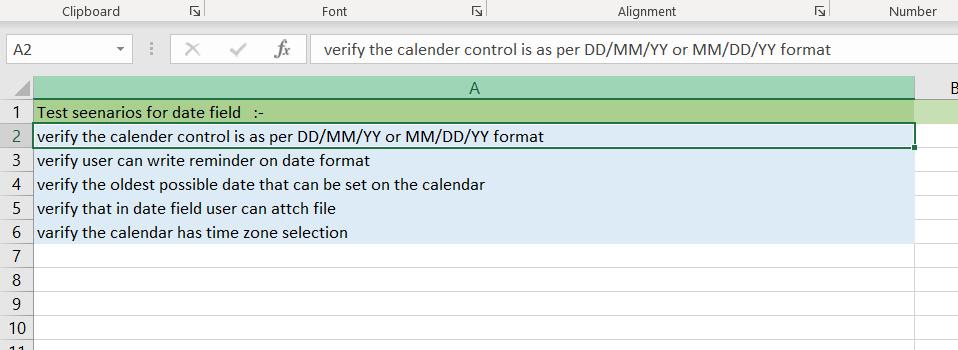 Clipboard Font Alignment Number
A2 fx verify the calender control is as per DD/MM/YY or MM/DD/YY format
A B
1 Test seenarios for date field :-
2 verify the calender control is as per DD/MM/YY or MM/DD/YY format
3 verify user can write reminder on date format
4 verify the oldest possible date that can be set on the calendar
5 verify that in date field user can attch file
6 varify the calendar has time zone selection
7
8
9
10
11